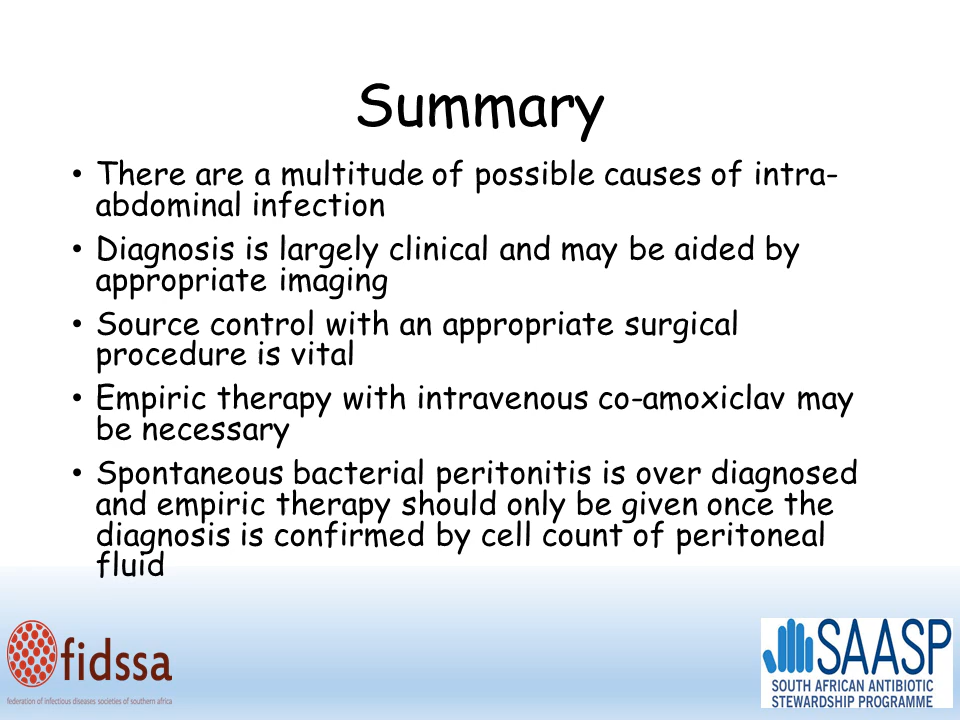 Summary
• There are a multitude of possible causes of intra-
abdominal infection
• Diagnosis is largely clinical and may be aided by
appropriate imaging
• Source control with an appropriate surgical
procedure is vital
• Empiric therapy with intravenous co-amoxiclav may
be necessary
• Spontaneous bacterial peritonitis is over diagnosed
and empiric therapy should only be given once the
diagnosis is confirmed by cell count of peritoneal
fluid
fidssa
federation of infectious diseases societies of southern africa
SAASP
SOUTH AFRICAN ANTIBIOTIC
STEWARDSHIP PROGRAMME